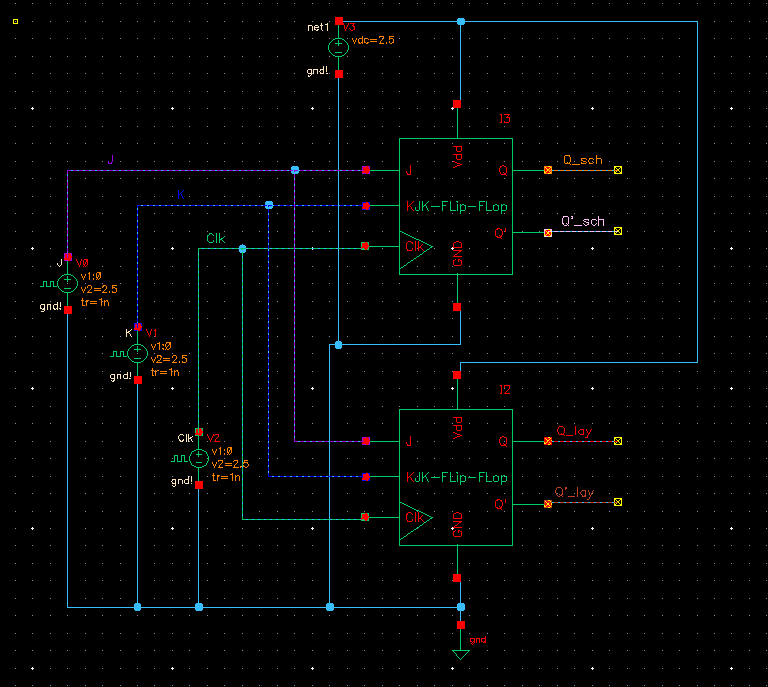 net1
V3
vdc=2.5
gnd!
I3
Vdd
J
J
Q
Q_sch
K
KJK-FLip-FLop
Q'_sch
Q'
Clk
Clk
GND
J
V0
v1:0
v2=2.5
tr=1n
gnd!
K
V1
v1:0
v2=2.5
tr=1n
gnd!
I2
Vdd
Clk
V2
J
Q
Q_lay
v1:0
v2=2.5
tr=1n
gnd!
KJK-FLip-FLop
Q'_lay
Q'
Clk
GND
gnd